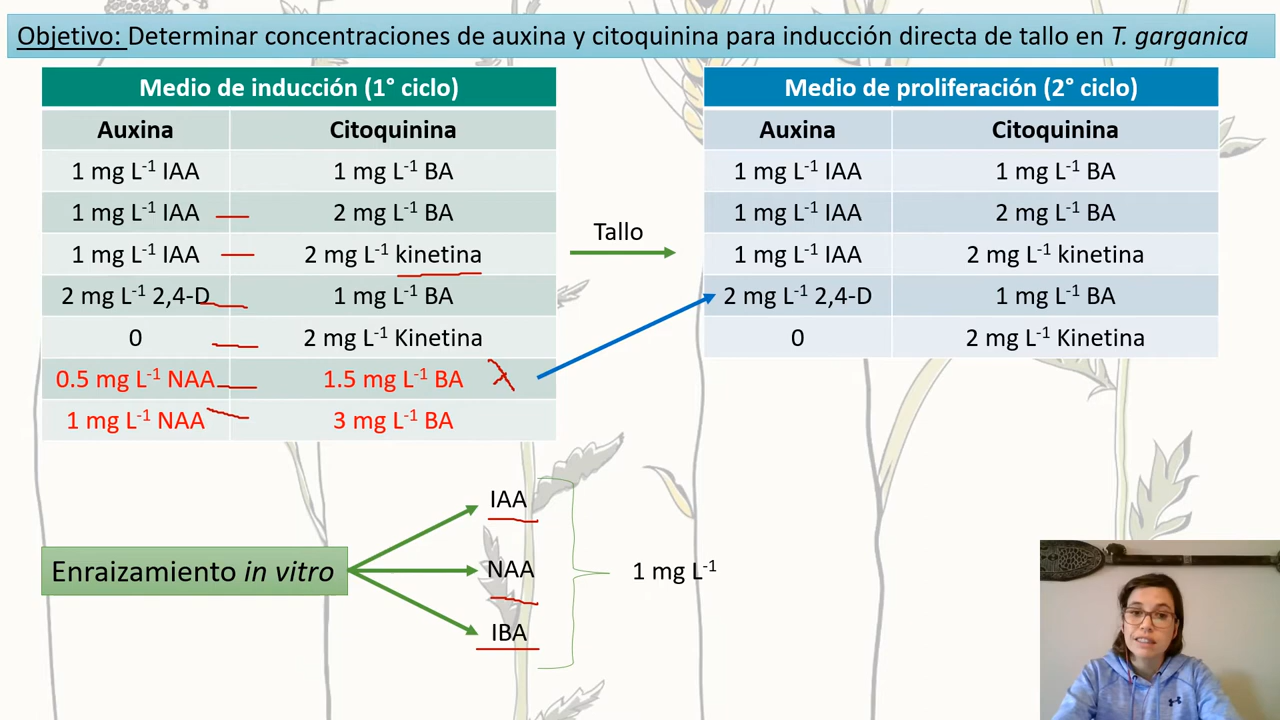 Objetivo: Determinar concentraciones de auxina y citoquinina para inducción directa de tallo en T. garganica
Medio de inducción (1° ciclo)
Auxina Citoquinina
1 mg L-1 IAA 1 mg L-1 BA
1 mg L-1 IAA 2 mg L-1 BA
1 mg L-1 IAA 2 mg L-1 kinetina
2 mg L-1 2,4-D 1 mg L-1 BA
0 2 mg L-1 Kinetina
0.5 mg L-1 NAA 1.5 mg L-1 BA
1 mg L-1 NAA 3 mg L-1 BA
Tallo
Medio de proliferación (2° ciclo)
Auxina Citoquinina
1 mg L-1 IAA 1 mg L-1 BA
1 mg L-1 IAA 2 mg L-1 BA
1 mg L-1 IAA 2 mg L-1 kinetina
2 mg L-1 2,4-D 1 mg L-1 BA
0 2 mg L-1 Kinetina
Enraizamiento in vitro
IAA
NAA
IBA
1 mg L-1